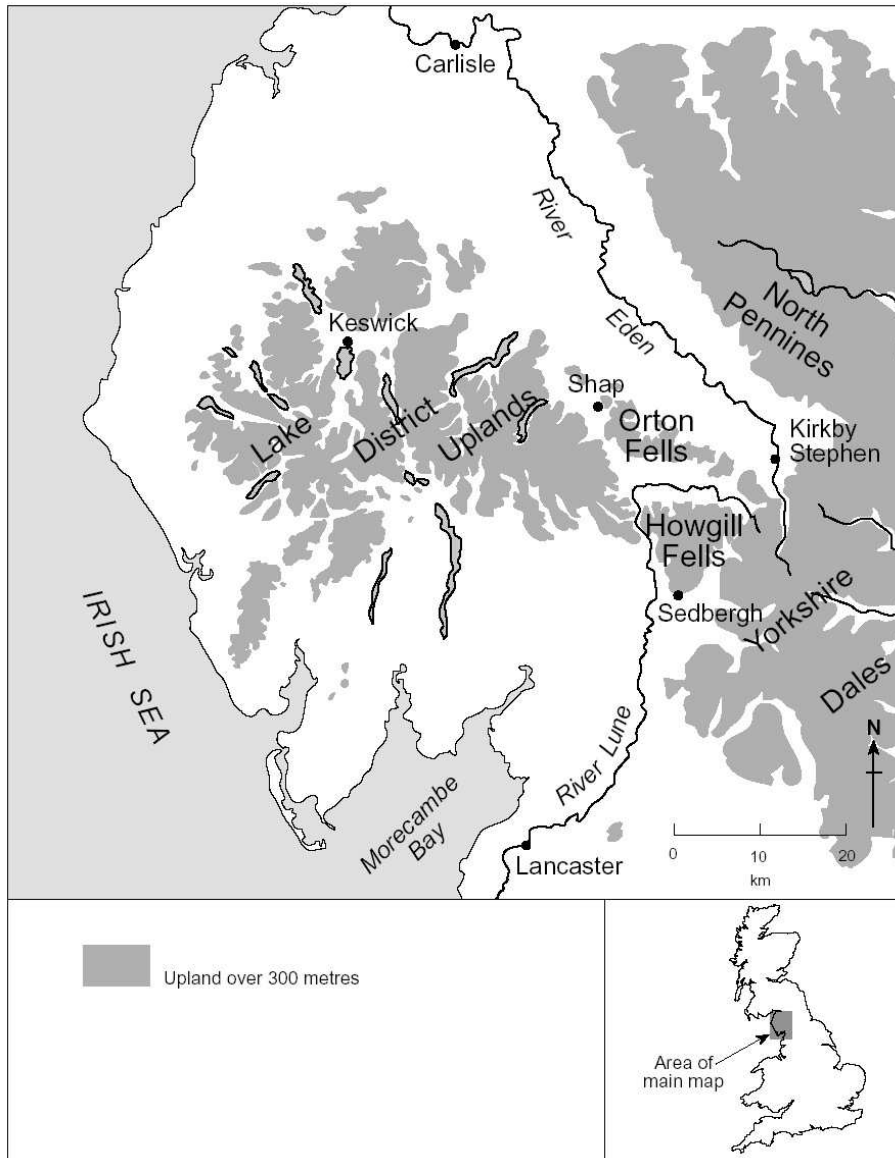 Carlisle
River
Eden
North
Pennines
Keswick
Shap
Lake
District
Uplands
Orton
Fells
Kirkby
Stephen
Howgill
Fells
Sedbergh
Yorkshire
Dales
IRISH SEA
River Lune
N
Morecambe
Bay
Lancaster
0 10 20
km
Upland over 300 metres
Area of
main map